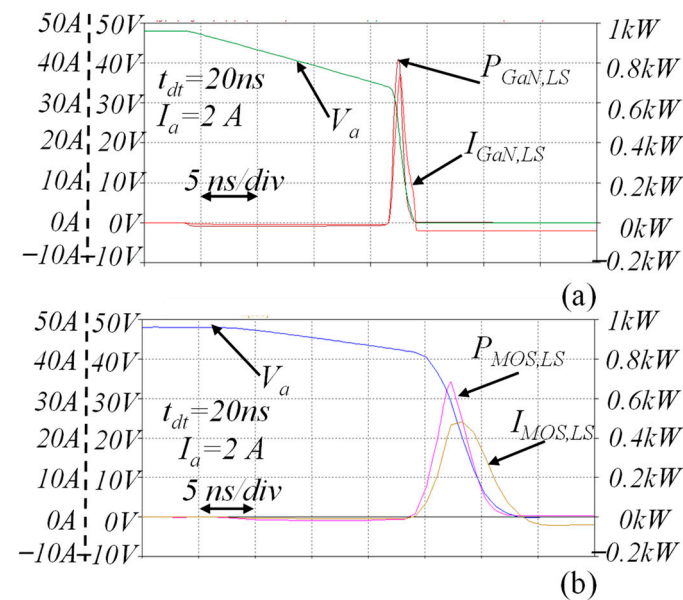 50A 50V 1kW
40A 40V P_GaN,LS 0.8kW
t_dt=20ns
30A 30V I_a=2 A V_a 0.6kW
20A 20V I_GaN,LS 0.4kW
10A 10V 5 ns/div 0.2kW
0A 0V 0kW
−10A −10V −0.2kW
(a)
50A 50V 1kW
40A 40V V_a P_MOS,LS 0.8kW
30A 30V t_dt=20ns 0.6kW
20A 20V I_a=2 A I_MOS,LS 0.4kW
10A 10V 5 ns/div 0.2kW
0A 0V 0kW
−10A −10V −0.2kW
(b)